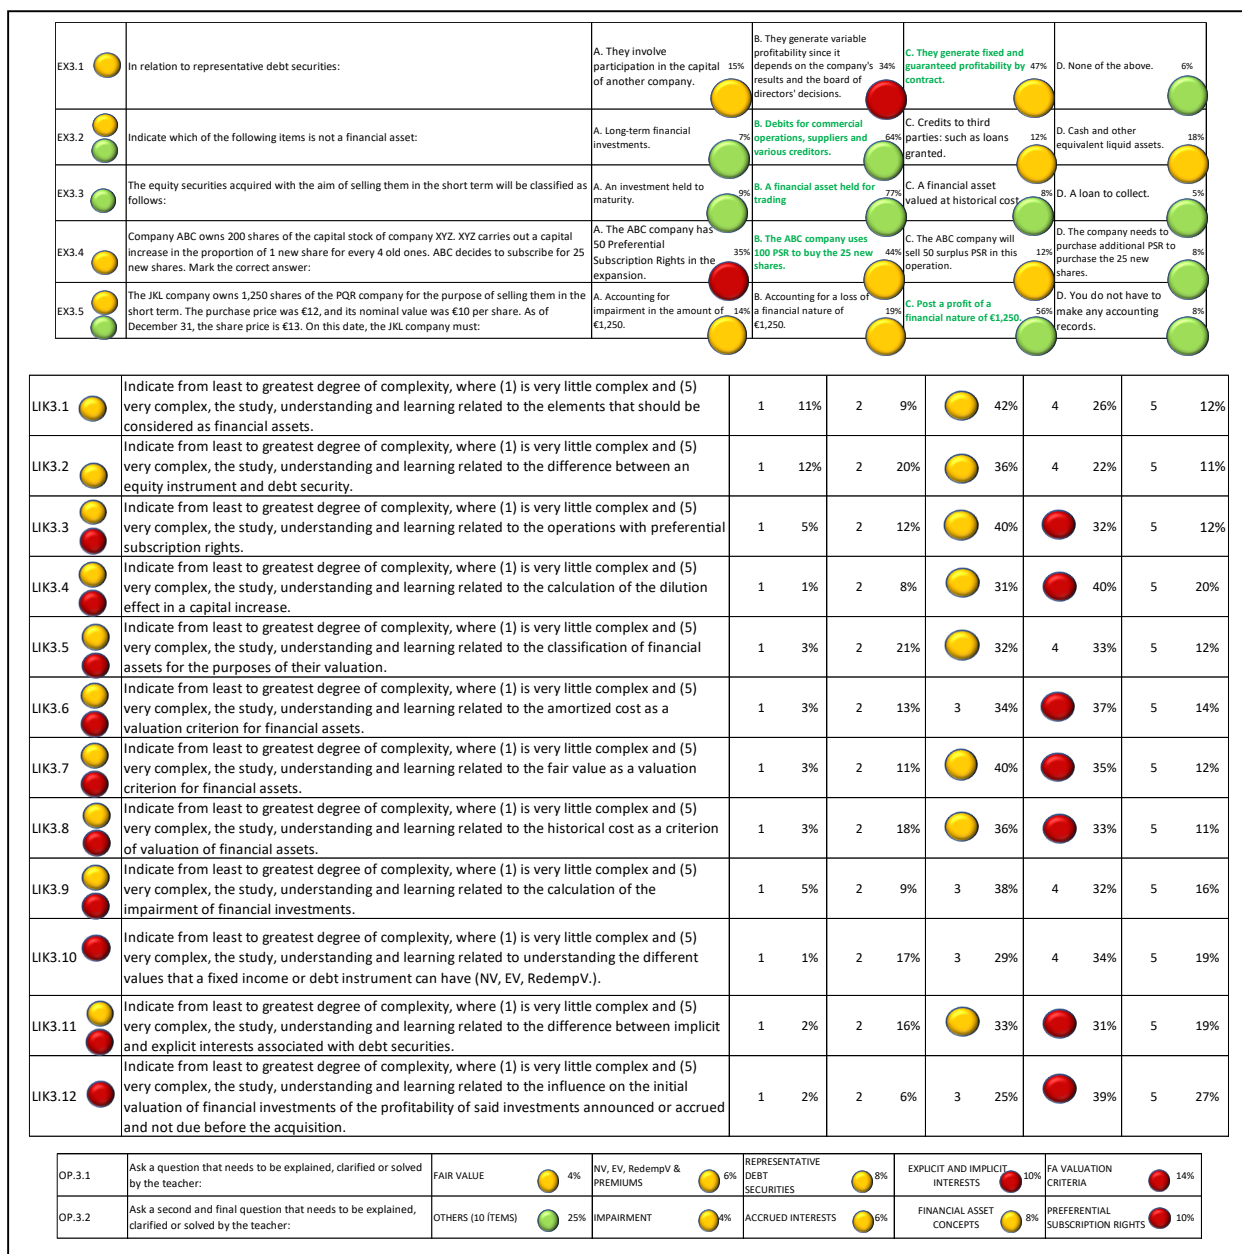 EX3.1 In relation to representative debt securities: A. They involve participation in the capital of another company. 15% B. They generate variable profitability since it depends on the company's results and the board of directors' decisions. 34% C. They generate fixed and guaranteed profitability by contract. 47% D. None of the above. 6%
EX3.2 Indicate which of the following items is not a financial asset: A. Long-term financial investments. 7% B. Debits for commercial operations, suppliers and various creditors. 64% C. Credits to third parties: such as loans granted. 12% D. Cash and other equivalent liquid assets. 18%
EX3.3 The equity securities acquired with the aim of selling them in the short term will be classified as follows: A. An investment held to maturity. 9% B. A financial asset held for trading 77% C. A financial asset valued at historical cost 8% D. A loan to collect. 5%
EX3.4 Company ABC owns 200 shares of the capital stock of company XYZ. XYZ carries out a capital increase in the proportion of 1 new share for every 4 old ones. ABC decides to subscribe for 25 new shares. Mark the correct answer: A. The ABC company has 50 Preferential Subscription Rights in the expansion. 35% B. The ABC company uses 100 PSR to buy the 25 new shares. 44% C. The ABC company will sell 50 surplus PSR in this operation. 12% D. The company needs to purchase additional PSR to purchase the 25 new shares. 8%
EX3.5 The JKL company owns 1,250 shares of the PQR company for the purpose of selling them in the short term. The purchase price was €12, and its nominal value was €10 per share. As of December 31, the share price is €13. On this date, the JKL company must: A. Accounting for impairment in the amount of €1,250. 14% B. Accounting for a loss of a financial nature of €1,250. 19% C. Post a profit of a financial nature of €1,250. 56% D. You do not have to make any accounting records. 8%
LIK3.1 Indicate from least to greatest degree of complexity, where (1) is very little complex and (5) very complex, the study, understanding and learning related to the elements that should be considered as financial assets. 1 11% 2 9% 42% 4 26% 5 12%
LIK3.2 Indicate from least to greatest degree of complexity, where (1) is very little complex and (5) very complex, the study, understanding and learning related to the difference between an equity instrument and debt security. 1 12% 2 20% 36% 4 22% 5 11%
LIK3.3 Indicate from least to greatest degree of complexity, where (1) is very little complex and (5) very complex, the study, understanding and learning related to the operations with preferential subscription rights. 1 5% 2 12% 40% 32% 5 12%
LIK3.4 Indicate from least to greatest degree of complexity, where (1) is very little complex and (5) very complex, the study, understanding and learning related to the calculation of the dilution effect in a capital increase. 1 1% 2 8% 31% 40% 5 20%
LIK3.5 Indicate from least to greatest degree of complexity, where (1) is very little complex and (5) very complex, the study, understanding and learning related to the classification of financial assets for the purposes of their valuation. 1 3% 2 21% 32% 4 33% 5 12%
LIK3.6 Indicate from least to greatest degree of complexity, where (1) is very little complex and (5) very complex, the study, understanding and learning related to the amortized cost as a valuation criterion for financial assets. 1 3% 2 13% 3 34% 37% 5 14%
LIK3.7 Indicate from least to greatest degree of complexity, where (1) is very little complex and (5) very complex, the study, understanding and learning related to the fair value as a valuation criterion for financial assets. 1 3% 2 11% 40% 35% 5 12%
LIK3.8 Indicate from least to greatest degree of complexity, where (1) is very little complex and (5) very complex, the study, understanding and learning related to the historical cost as a criterion of valuation of financial assets. 1 3% 2 18% 36% 33% 5 11%
LIK3.9 Indicate from least to greatest degree of complexity, where (1) is very little complex and (5) very complex, the study, understanding and learning related to the calculation of the impairment of financial investments. 1 5% 2 9% 3 38% 4 32% 5 16%
LIK3.10 Indicate from least to greatest degree of complexity, where (1) is very little complex and (5) very complex, the study, understanding and learning related to understanding the different values that a fixed income or debt instrument can have (NV, EV, RedempV.). 1 1% 2 17% 3 29% 4 34% 5 19%
LIK3.11 Indicate from least to greatest degree of complexity, where (1) is very little complex and (5) very complex, the study, understanding and learning related to the difference between implicit and explicit interests associated with debt securities. 1 2% 2 16% 33% 31% 5 19%
LIK3.12 Indicate from least to greatest degree of complexity, where (1) is very little complex and (5) very complex, the study, understanding and learning related to the influence on the initial valuation of financial investments of the profitability of said investments announced or accrued and not due before the acquisition. 1 2% 2 6% 3 25% 39% 5 27%
OP.3.1 Ask a question that needs to be explained, clarified or solved by the teacher: FAIR VALUE 4% NV, EV, RedempV & PREMIUMS 6% REPRESENTATIVE DEBT SECURITIES 8% EXPLICIT AND IMPLICIT INTERESTS 10% FA VALUATION CRITERIA 14%
OP.3.2 Ask a second and final question that needs to be explained, clarified or solved by the teacher: OTHERS (10 ÍTEMS) 25% IMPAIRMENT 4% ACCRUED INTERESTS 6% FINANCIAL ASSET CONCEPTS 8% PREFERENTIAL SUBSCRIPTION RIGHTS 10%